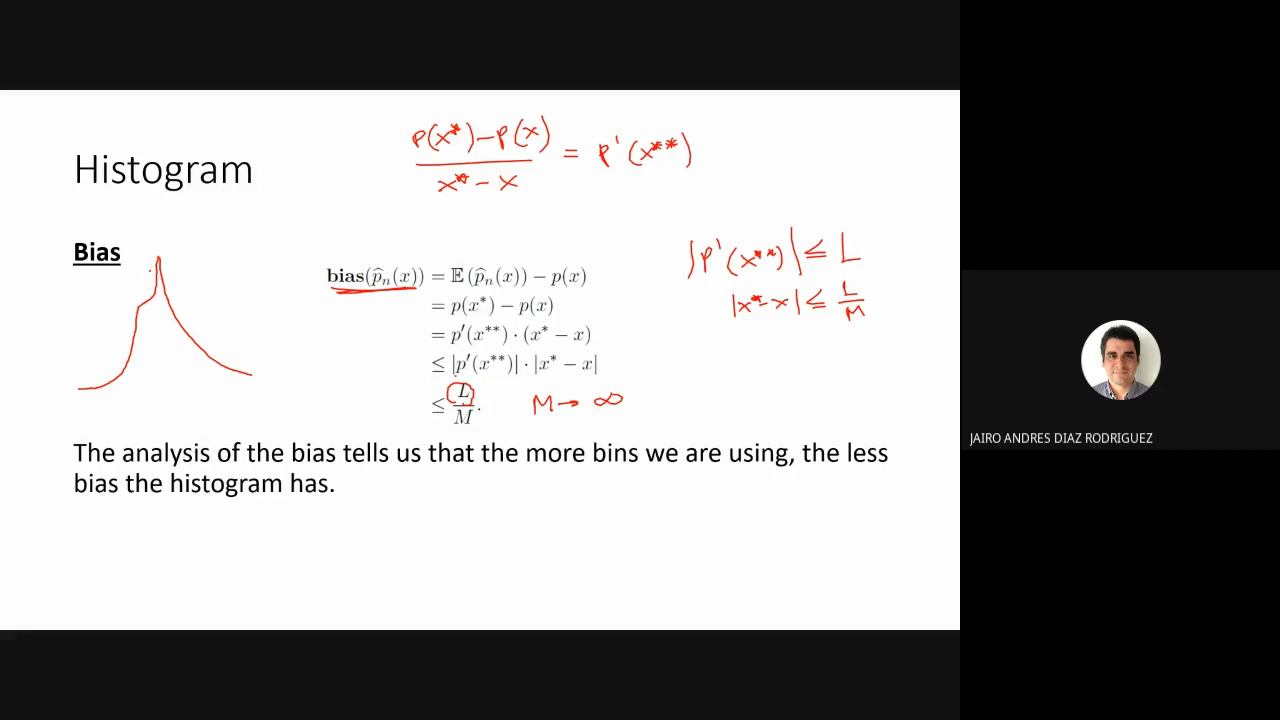 p(x*) − p(x)
x* − x
= p'(x**)
Histogram
Bias
bias(p̂ₙ(x)) = 𝔼(p̂ₙ(x)) − p(x)
= p(x*) − p(x)
= p′(x**) · (x* − x)
≤ |p′(x**)| · |x* − x|
≤ L/M.
M → ∞
|p'(x**)| ≤ L
|x* − x| ≤ L/M
The analysis of the bias tells us that the more bins we are using, the less
bias the histogram has.
JAIRO ANDRES DIAZ RODRIGUEZ